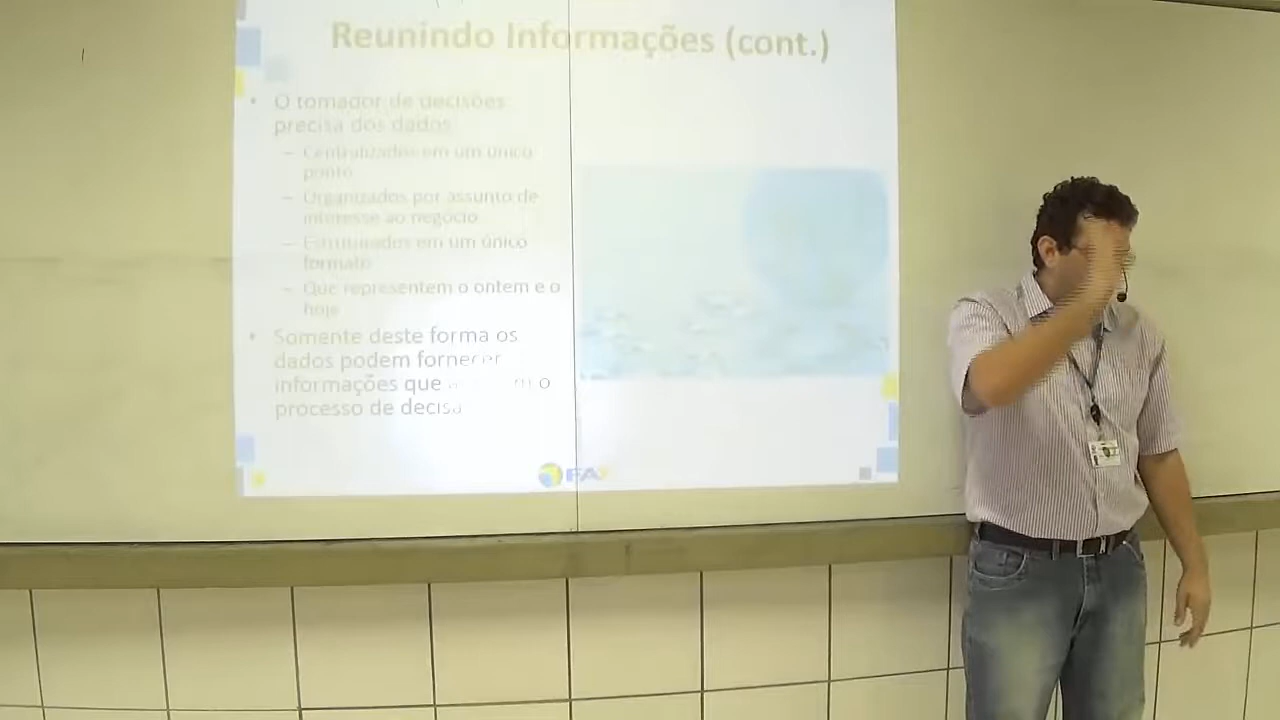 Reunindo Informações (cont.)
• O tomador de decisões
precisa dos dados
– Centralizados em um único
ponto
– Organizados por assunto de
interesse ao negócio
– Estruturados em um único
formato
– Que representem o ontem e o
hoje
• Somente deste forma os
dados podem fornecer
informações que o
processo de